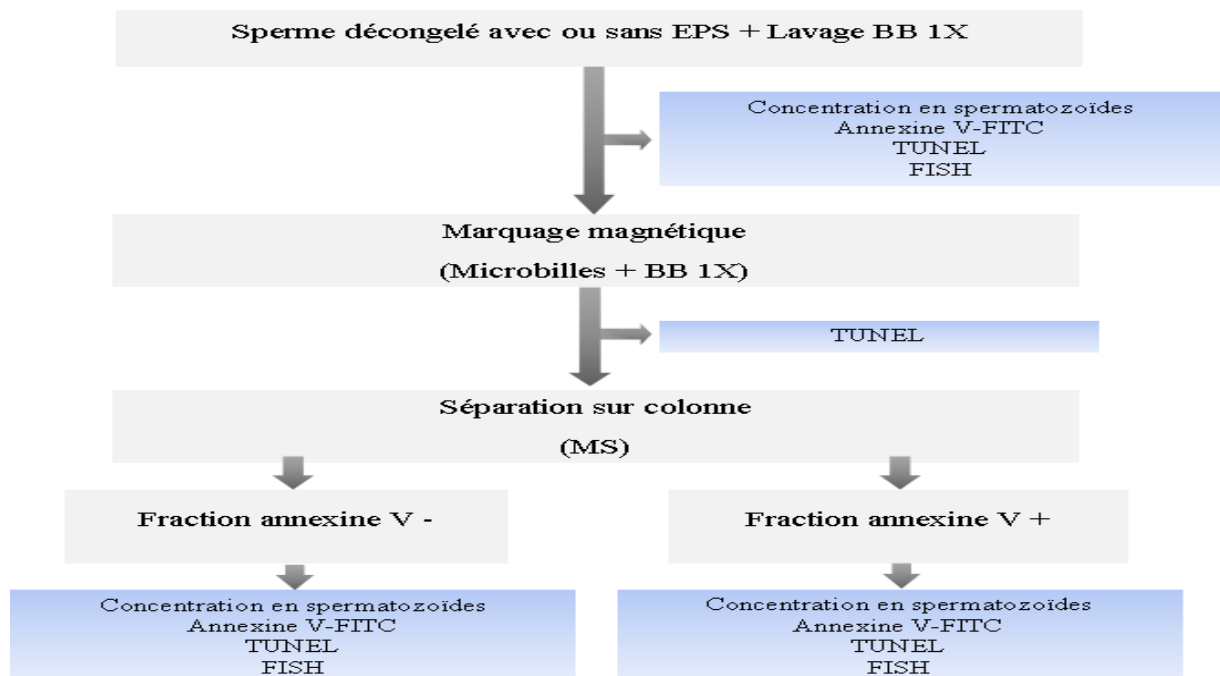 Sperme décongelé avec ou sans EPS + Lavage BB 1X
Concentration en spermatozoïdes
Annexine V-FITC
TUNEL
FISH
Marquage magnétique
(Microbilles + BB 1X)
TUNEL
Séparation sur colonne
(MS)
Fraction annexine V -
Fraction annexine V +
Concentration en spermatozoïdes
Annexine V-FITC
TUNEL
FISH
Concentration en spermatozoïdes
Annexine V-FITC
TUNEL
FISH